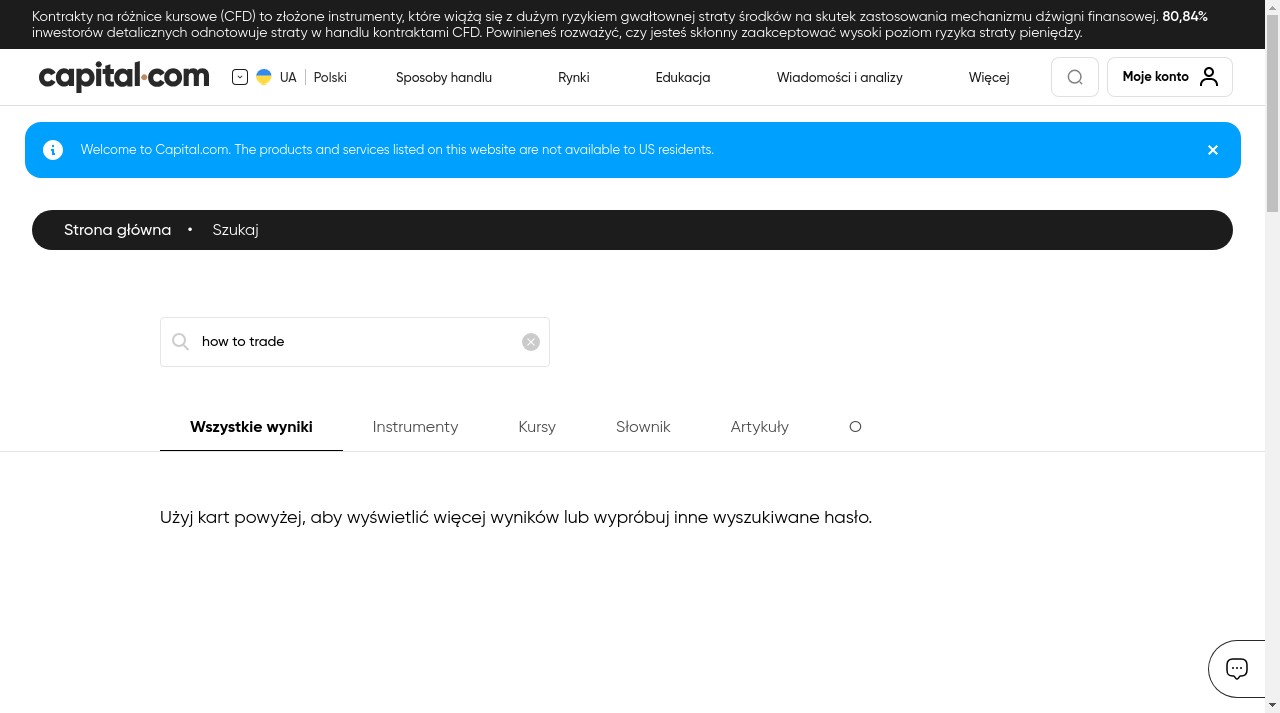 Kontrakty na różnice kursowe (CFD) to złożone instrumenty, które wiążą się z dużym ryzykiem gwałtownej straty środków na skutek zastosowania mechanizmu dźwigni finansowej. 80,84%
inwestorów detalicznych odnotowuje straty w handlu kontraktami CFD. Powinieneś rozważyć, czy jesteś skłonny zaakceptować wysoki poziom ryzyka straty pieniędzy.
capital.com UA Polski Sposoby handlu Rynki Edukacja Wiadomości i analizy Więcej Moje konto
Welcome to Capital.com. The products and services listed on this website are not available to US residents.
Strona główna • Szukaj
how to trade
Wszystkie wyniki Instrumenty Kursy Słownik Artykuły O
Użyj kart powyżej, aby wyświetlić więcej wyników lub wypróbuj inne wyszukiwane hasło.